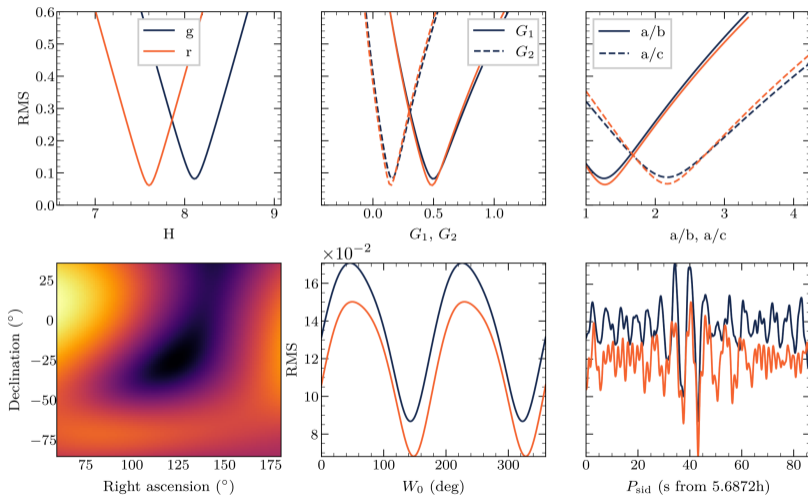 0.6
0.5
0.4
0.3
0.2
0.1
0.0
RMS
7 8 9
H
g
r
0.0 0.5 1.0
G₁, G₂
G₁
G₂
1 2 3 4
a/b, a/c
a/b
a/c
25
0
−25
−50
−75
Declination (°)
75 100 125 150 175
Right ascension (°)
×10⁻²
16
14
12
10
8
RMS
0 100 200 300
W₀ (deg)
0 20 40 60 80
P_sid (s from 5.6872h)